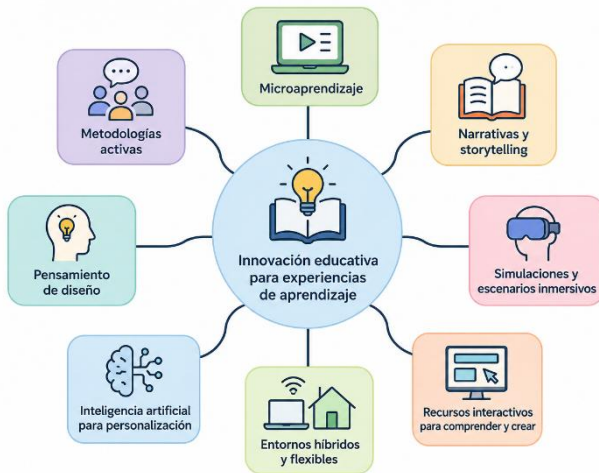 Microaprendizaje
Metodologías
activas
Narrativas y
storytelling
Innovación educativa
para experiencias
de aprendizaje
Pensamiento
de diseño
Simulaciones y
escenarios inmersivos
Inteligencia artificial
para personalización
Entornos híbridos
y flexibles
Recursos interactivos
para comprender y crear